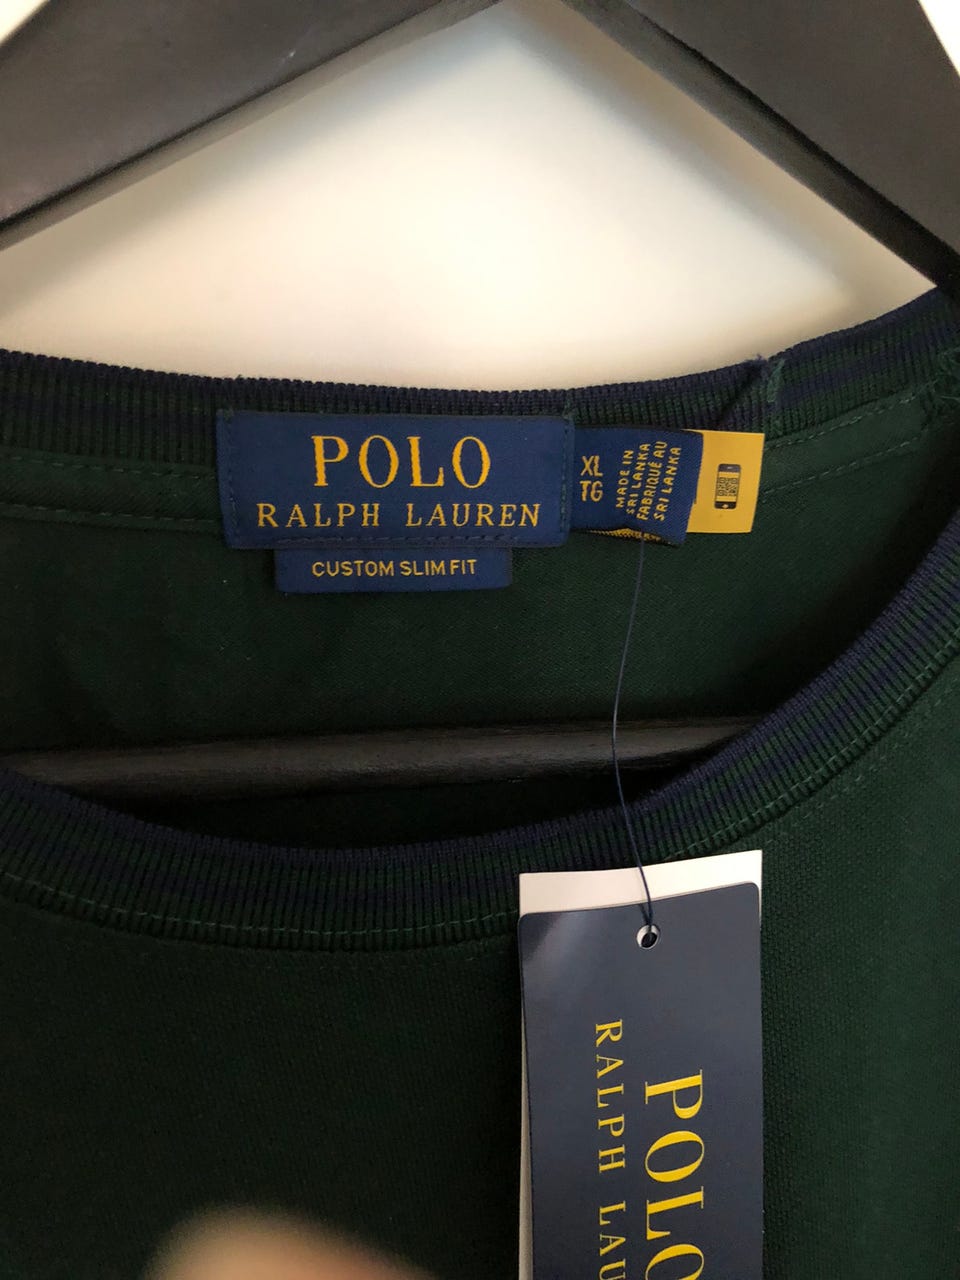 POLO
RALPH LAUREN
CUSTOM SLIM FIT
XL
TG
MADE IN
SRI LANKA
FABRIQUÉ AU
SRI LANKA
POLO
RALPH LAU